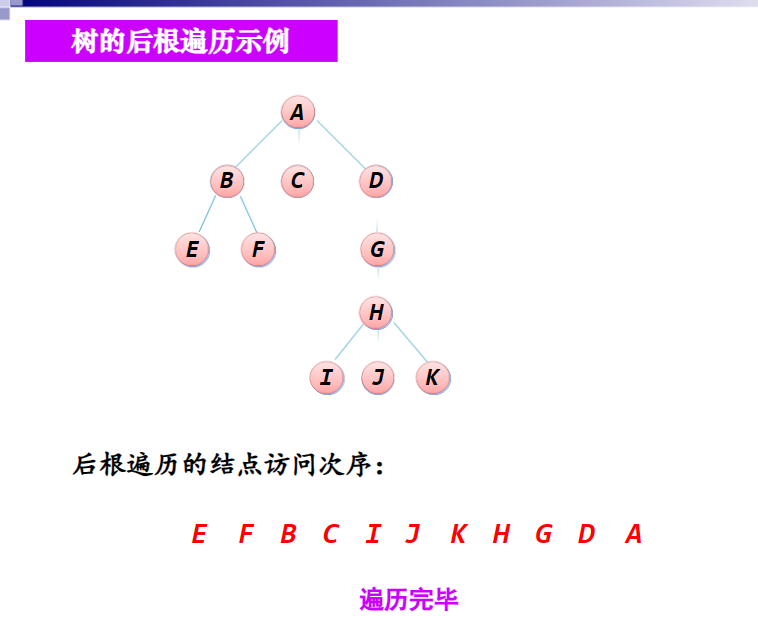 树的后根遍历示例
A
B C D
E F G
H
I J K
后根遍历的结点访问次序：
E F B C I J K H G D A
遍历完毕